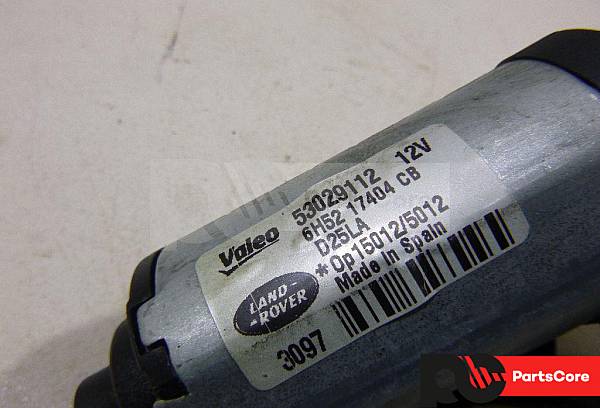 Valeo
53029112 12V
6H52 17404 CB
D25LA
*Op15012/5012
Made In Spain
LAND-
-ROVER
3097
PartsCore